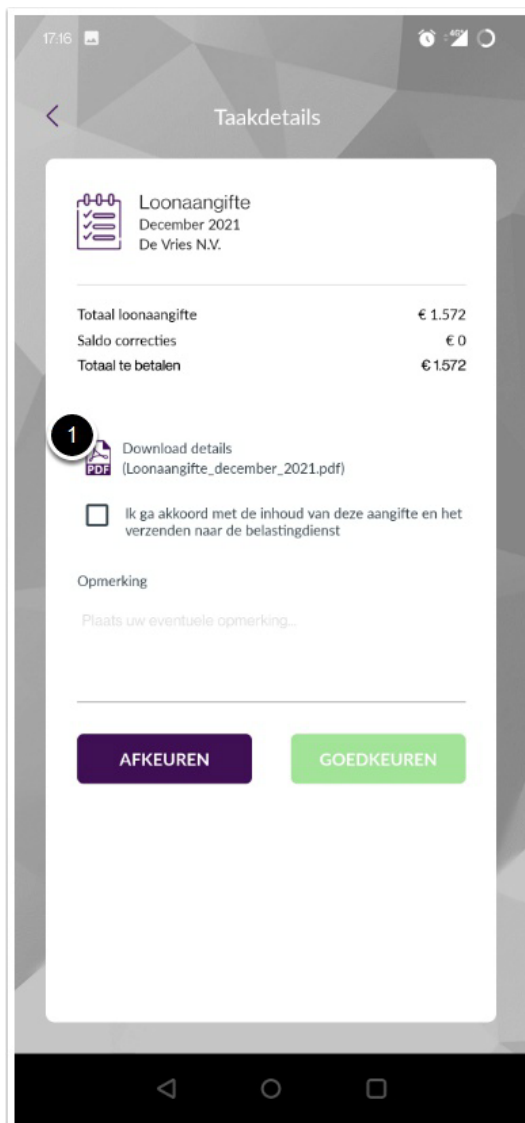 17:16
4G
Taakdetails
Loonaangifte
December 2021
De Vries N.V.
Totaal loonaangifte € 1.572
Saldo correcties € 0
Totaal te betalen € 1.572
1
PDF
Download details
(Loonaangifte_december_2021.pdf)
Ik ga akkoord met de inhoud van deze aangifte en het
verzenden naar de belastingdienst
Opmerking
Plaats uw eventuele opmerking...
AFKEUREN GOEDKEUREN